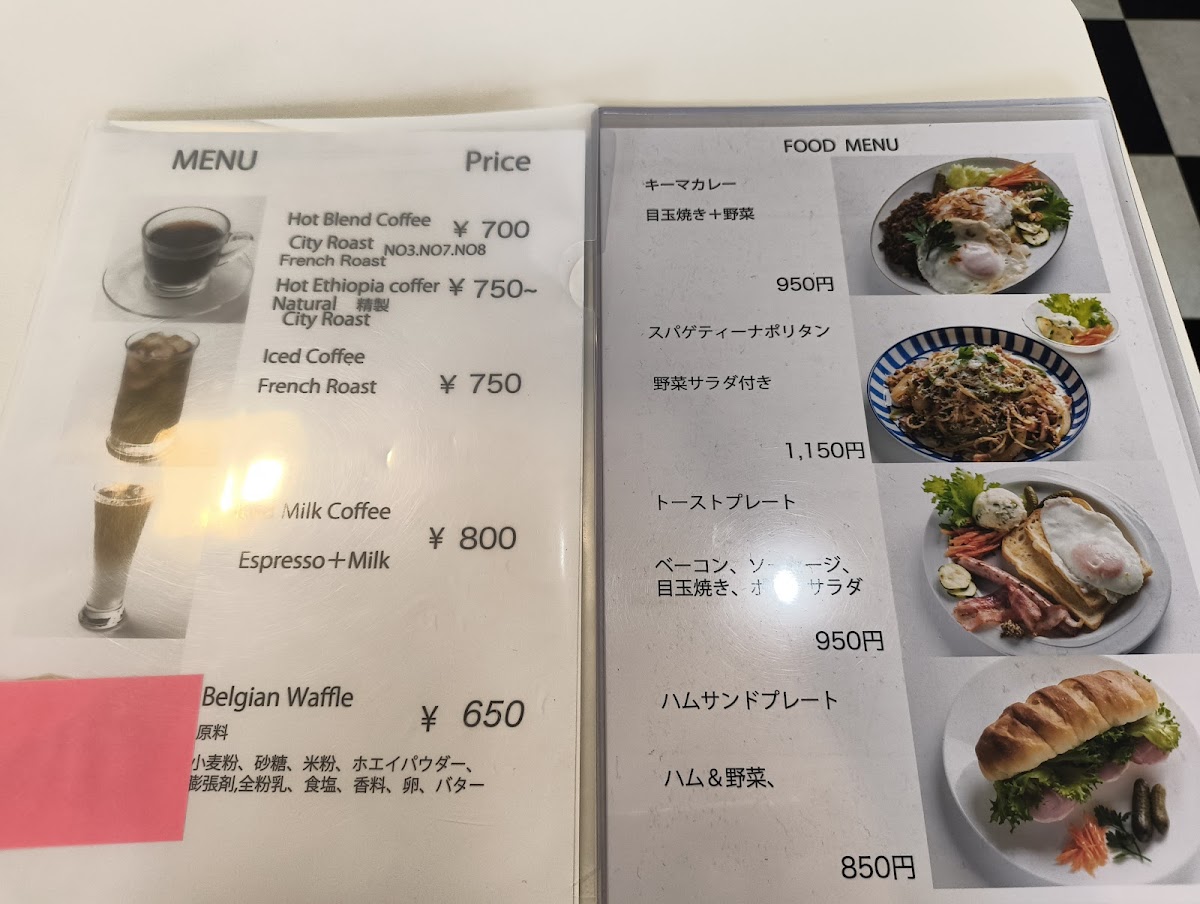 MENU Price
Hot Blend Coffee ¥ 700
City Roast NO3.NO7.NO8
French Roast
Hot Ethiopia coffer ¥ 750~
Natural 精製
City Roast
Iced Coffee
French Roast ¥ 750
Milk Coffee
¥ 800
Espresso+Milk
Belgian Waffle ¥ 650
原料
小麦粉、砂糖、米粉、ホエイパウダー、
膨張剤,全粉乳、食塩、香料、卵、バター
FOOD MENU
キーマカレー
目玉焼き+野菜
950円
スパゲティーナポリタン
野菜サラダ付き
1,150円
トーストプレート
ベーコン、ソーセージ、
目玉焼き、 サラダ
950円
ハムサンドプレート
ハム&野菜、
850円